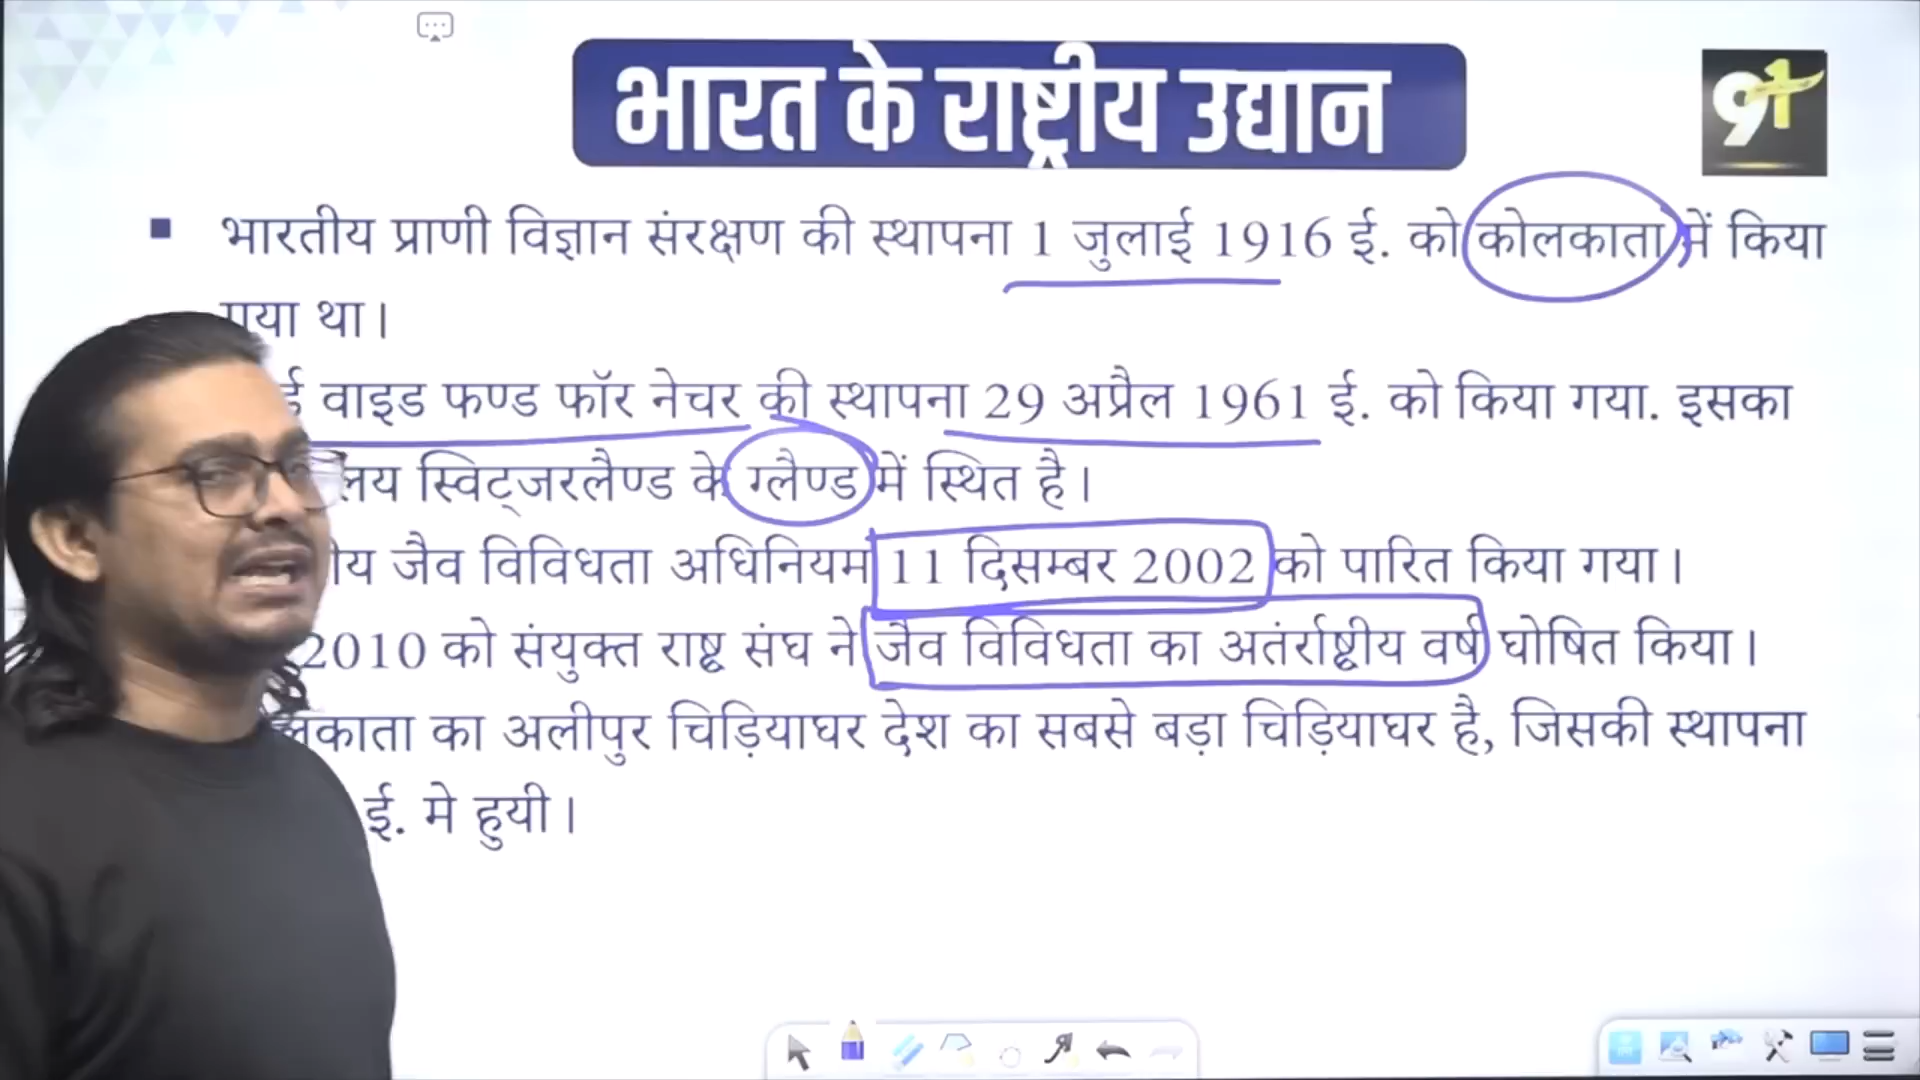 भारत के राष्ट्रीय उद्यान
91
भारतीय प्राणी विज्ञान संरक्षण की स्थापना 1 जुलाई 1916 ई. को कोलकाता में किया
गया था।
वाइड फण्ड फॉर नेचर की स्थापना 29 अप्रैल 1961 ई. को किया गया. इसका
स्विट्जरलैण्ड के ग्लैण्ड में स्थित है।
जैव विविधता अधिनियम 11 दिसम्बर 2002 को पारित किया गया।
2010 को संयुक्त राष्ट्र संघ ने जैव विविधता का अतंर्राष्ट्रीय वर्ष घोषित किया।
का अलीपुर चिड़ियाघर देश का सबसे बड़ा चिड़ियाघर है, जिसकी स्थापना
ई. मे हुयी।